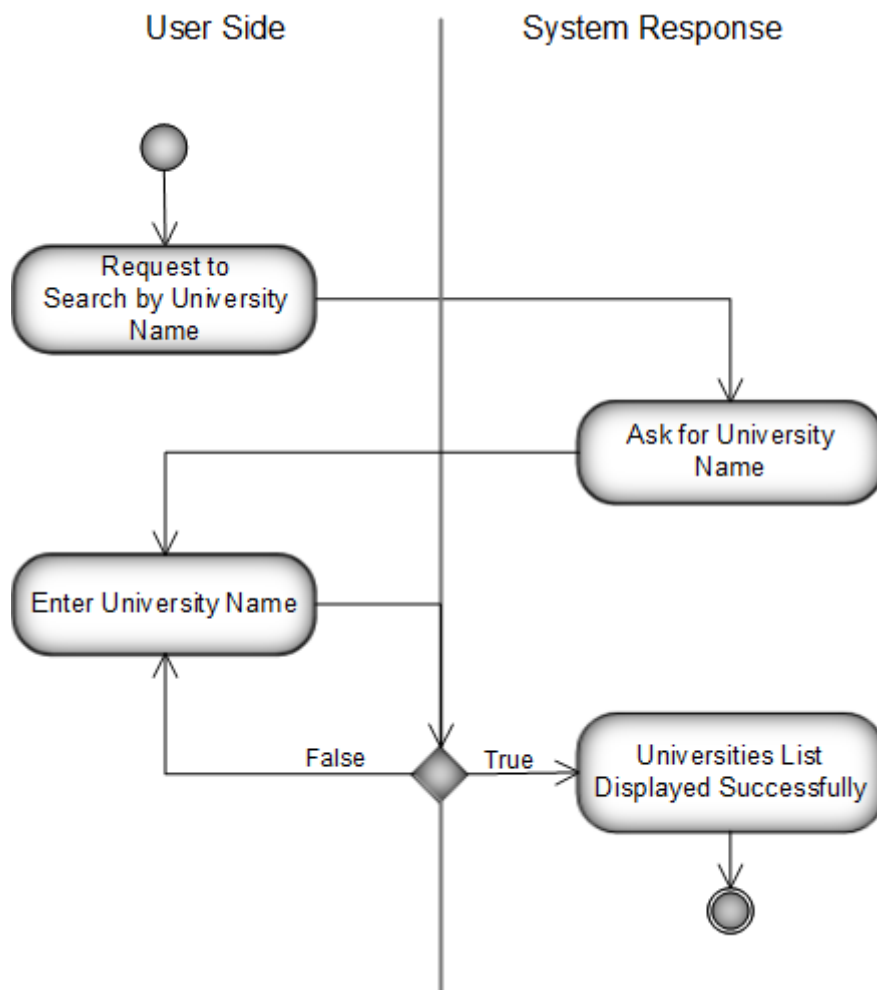 User Side
System Response
Request to
Search by University
Name
Ask for University
Name
Enter University Name
False
True
Universities List
Displayed Successfully